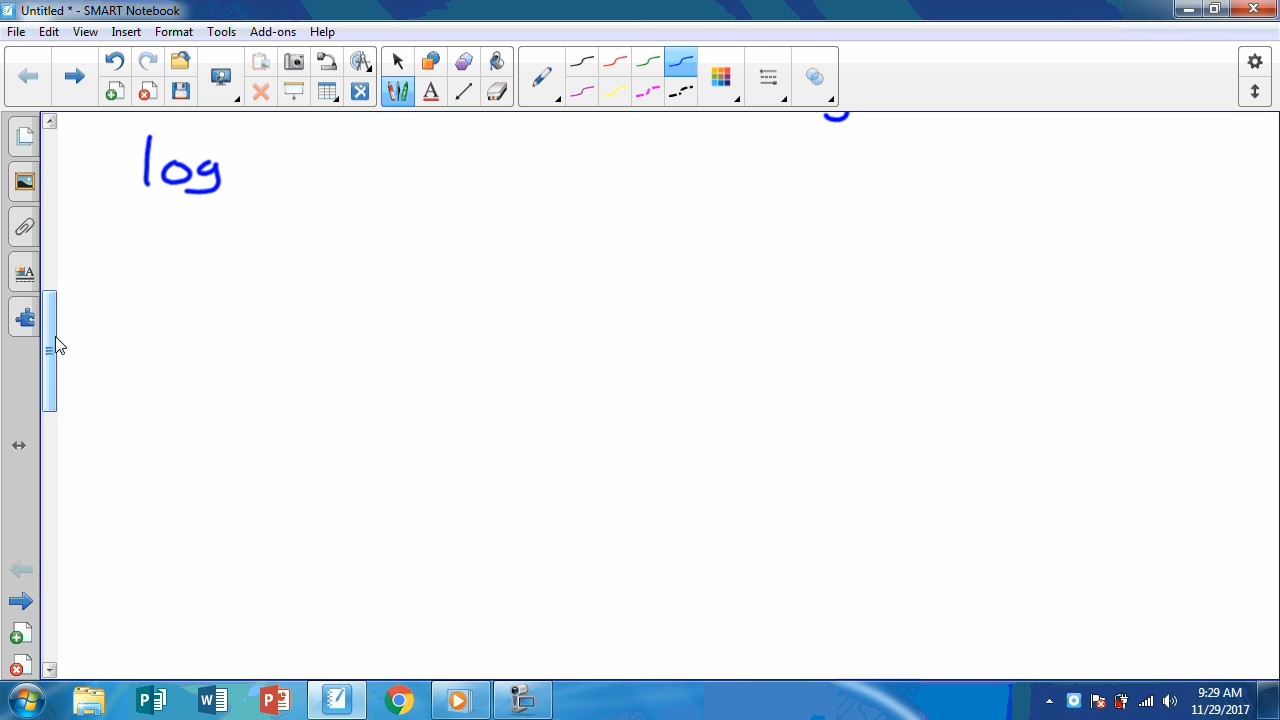 Untitled * - SMART Notebook
File Edit View Insert Format Tools Add-ons Help
log
9:29 AM
11/29/2017